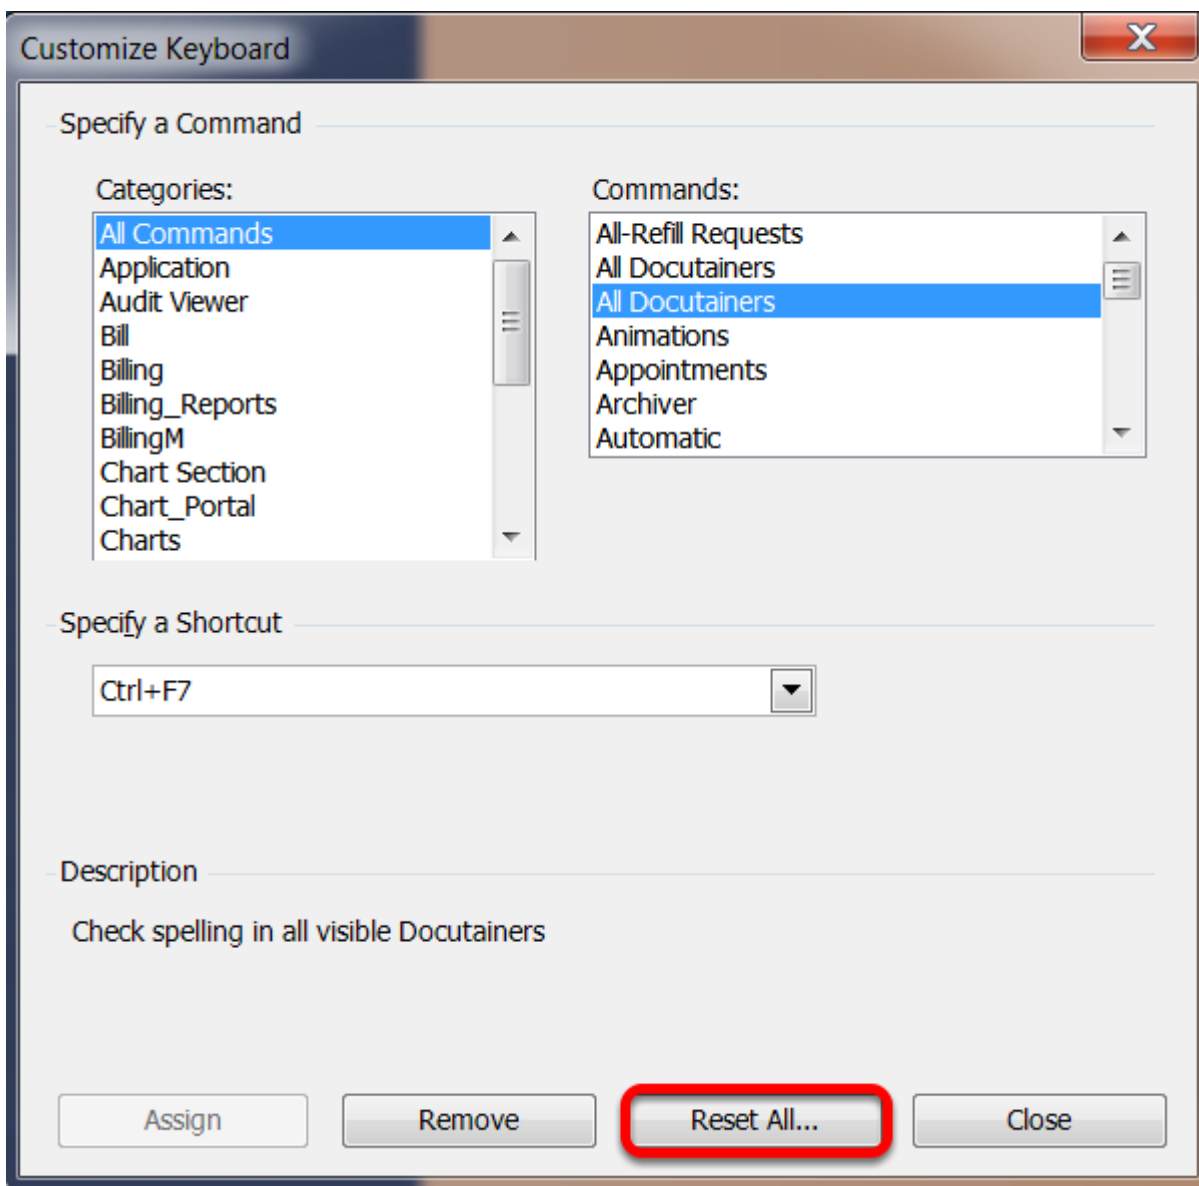 Customize Keyboard
X
Specify a Command
Categories:
All Commands
Application
Audit Viewer
Bill
Billing
Billing_Reports
BillingM
Chart Section
Chart_Portal
Charts
Commands:
All-Refill Requests
All Docutainers
All Docutainers
Animations
Appointments
Archiver
Automatic
Specify a Shortcut
Ctrl+F7
Description
Check spelling in all visible Docutainers
Assign
Remove
Reset All...
Close